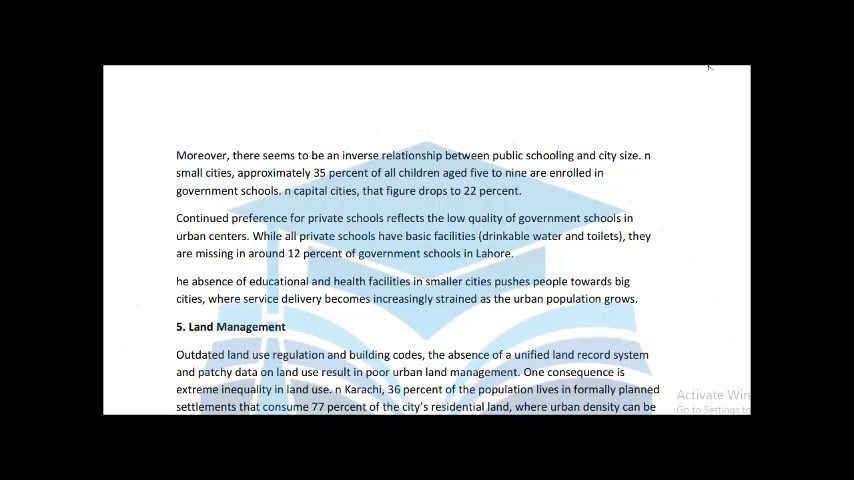 Moreover, there seems to be an inverse relationship between public schooling and city size. n
small cities, approximately 35 percent of all children aged five to nine are enrolled in
government schools. n capital cities, that figure drops to 22 percent.
Continued preference for private schools reflects the low quality of government schools in
urban centers. While all private schools have basic facilities (drinkable water and toilets), they
are missing in around 12 percent of government schools in Lahore.
he absence of educational and health facilities in smaller cities pushes people towards big
cities, where service delivery becomes increasingly strained as the urban population grows.
5. Land Management
Outdated land use regulation and building codes, the absence of a unified land record system
and patchy data on land use result in poor urban land management. One consequence is
extreme inequality in land use. n Karachi, 36 percent of the population lives in formally planned
settlements that consume 77 percent of the city's residential land, where urban density can be
Activate Win
Go to Settings to